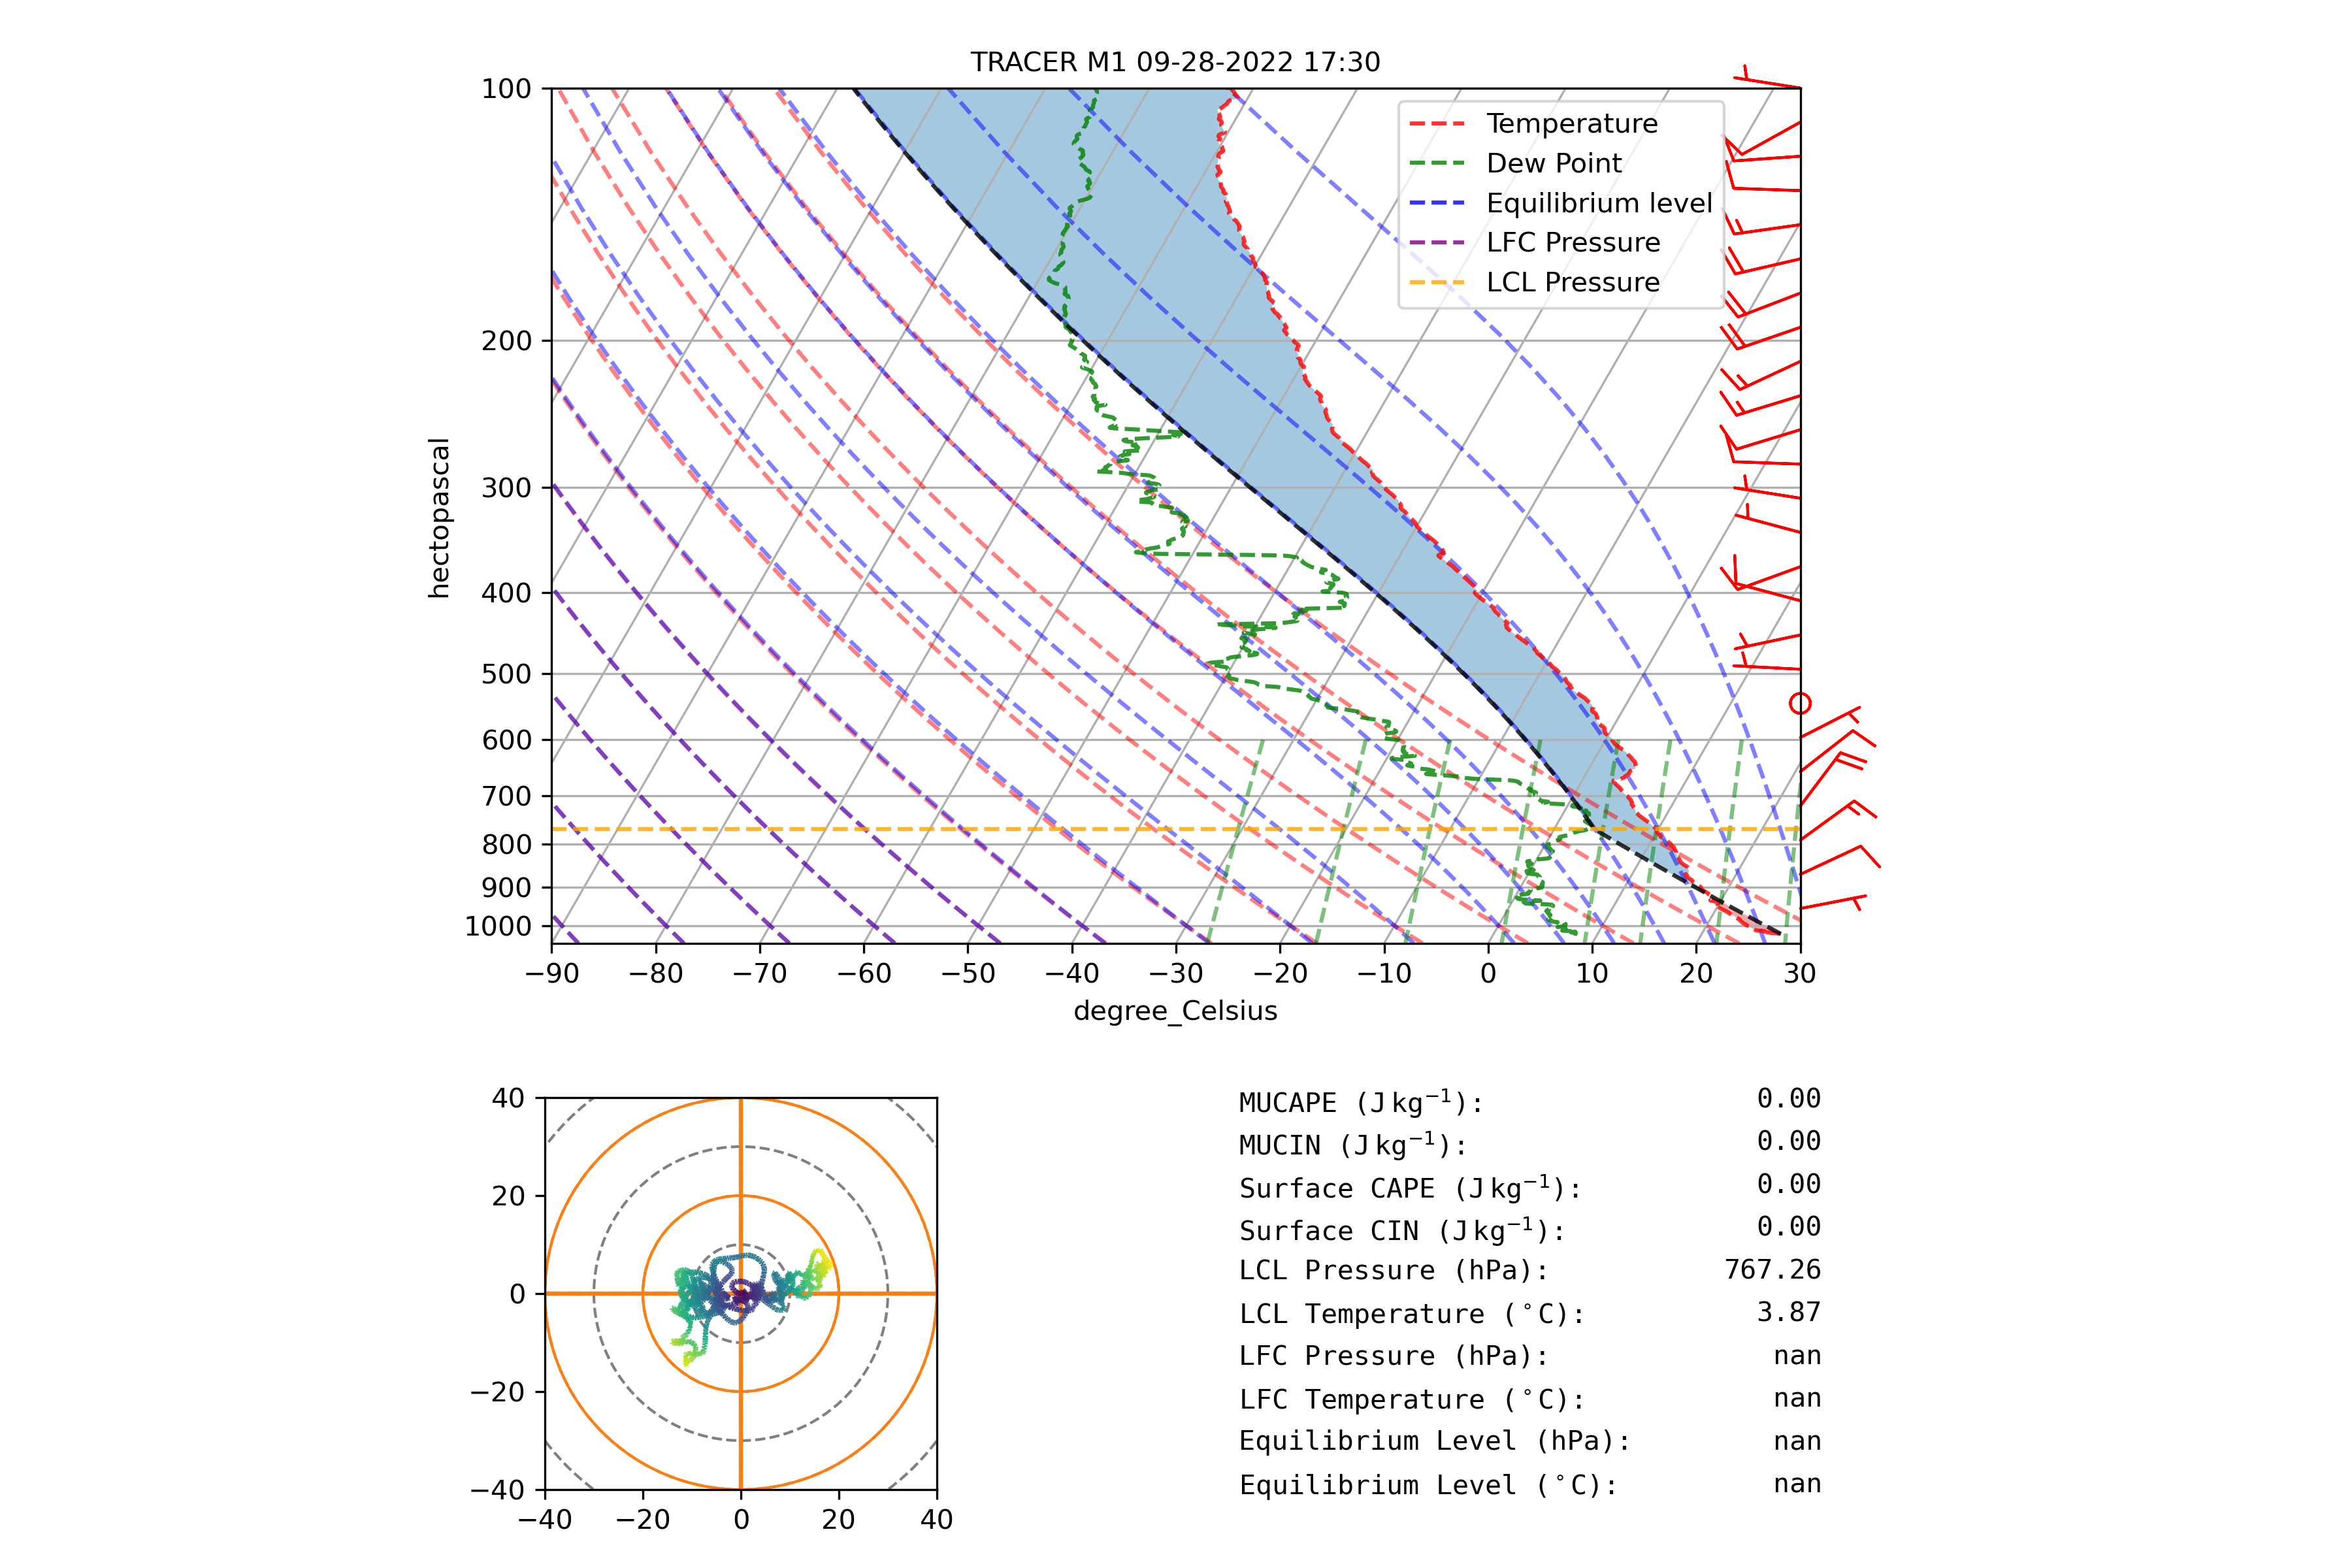 TRACER M1 09-28-2022 17:30
100
200
300
400
500
600
700
800
900
1000
hectopascal
Temperature
Dew Point
Equilibrium level
LFC Pressure
LCL Pressure
−90 −80 −70 −60 −50 −40 −30 −20 −10 0 10 20 30
degree_Celsius
40
20
0
−20
−40
−40 −20 0 20 40
MUCAPE (J kg⁻¹): 0.00
MUCIN (J kg⁻¹): 0.00
Surface CAPE (J kg⁻¹): 0.00
Surface CIN (J kg⁻¹): 0.00
LCL Pressure (hPa): 767.26
LCL Temperature (°C): 3.87
LFC Pressure (hPa): nan
LFC Temperature (°C): nan
Equilibrium Level (hPa): nan
Equilibrium Level (°C): nan